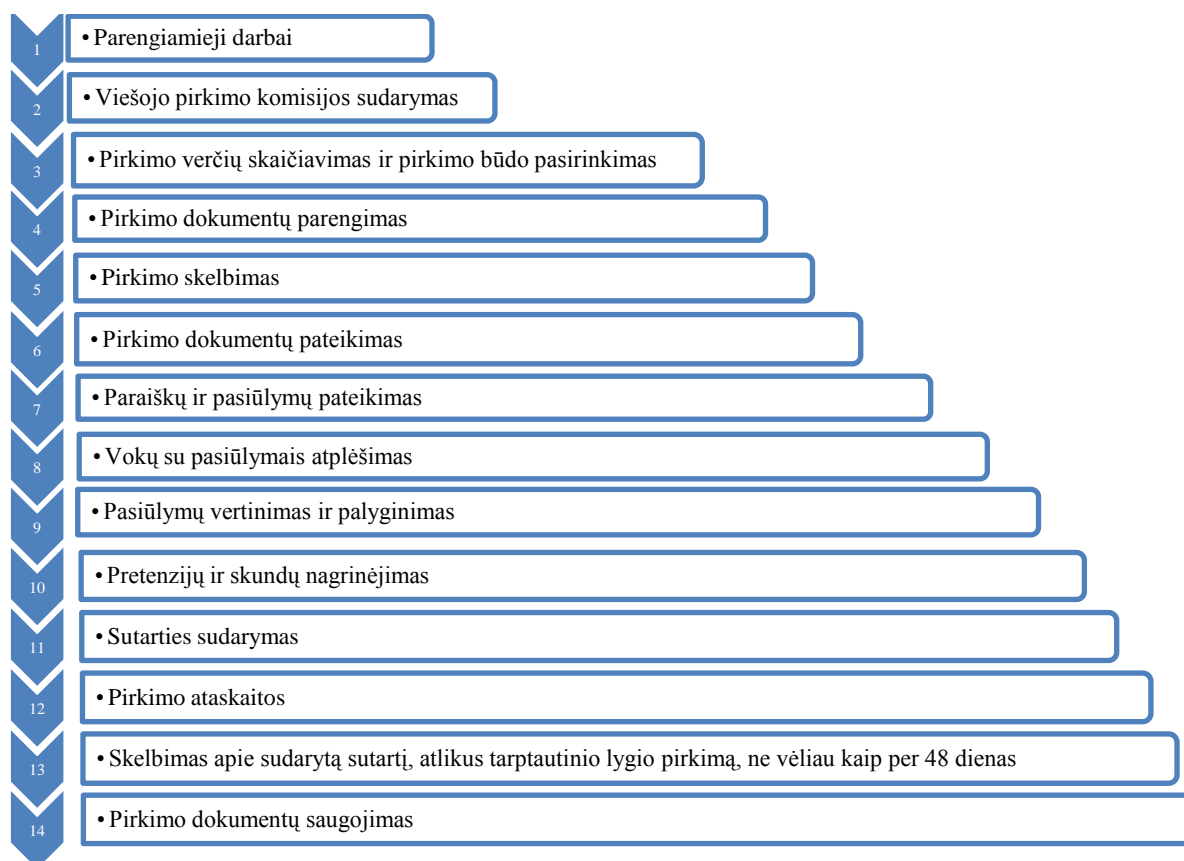 1 • Parengiamieji darbai
2 • Viešojo pirkimo komisijos sudarymas
3 • Pirkimo verčių skaičiavimas ir pirkimo būdo pasirinkimas
4 • Pirkimo dokumentų parengimas
5 • Pirkimo skelbimas
6 • Pirkimo dokumentų pateikimas
7 • Paraiškų ir pasiūlymų pateikimas
8 • Vokų su pasiūlymais atplėšimas
9 • Pasiūlymų vertinimas ir palyginimas
10 • Pretenzijų ir skundų nagrinėjimas
11 • Sutarties sudarymas
12 • Pirkimo ataskaitos
13 • Skelbimas apie sudarytą sutartį, atlikus tarptautinio lygio pirkimą, ne vėliau kaip per 48 dienas
14 • Pirkimo dokumentų saugojimas